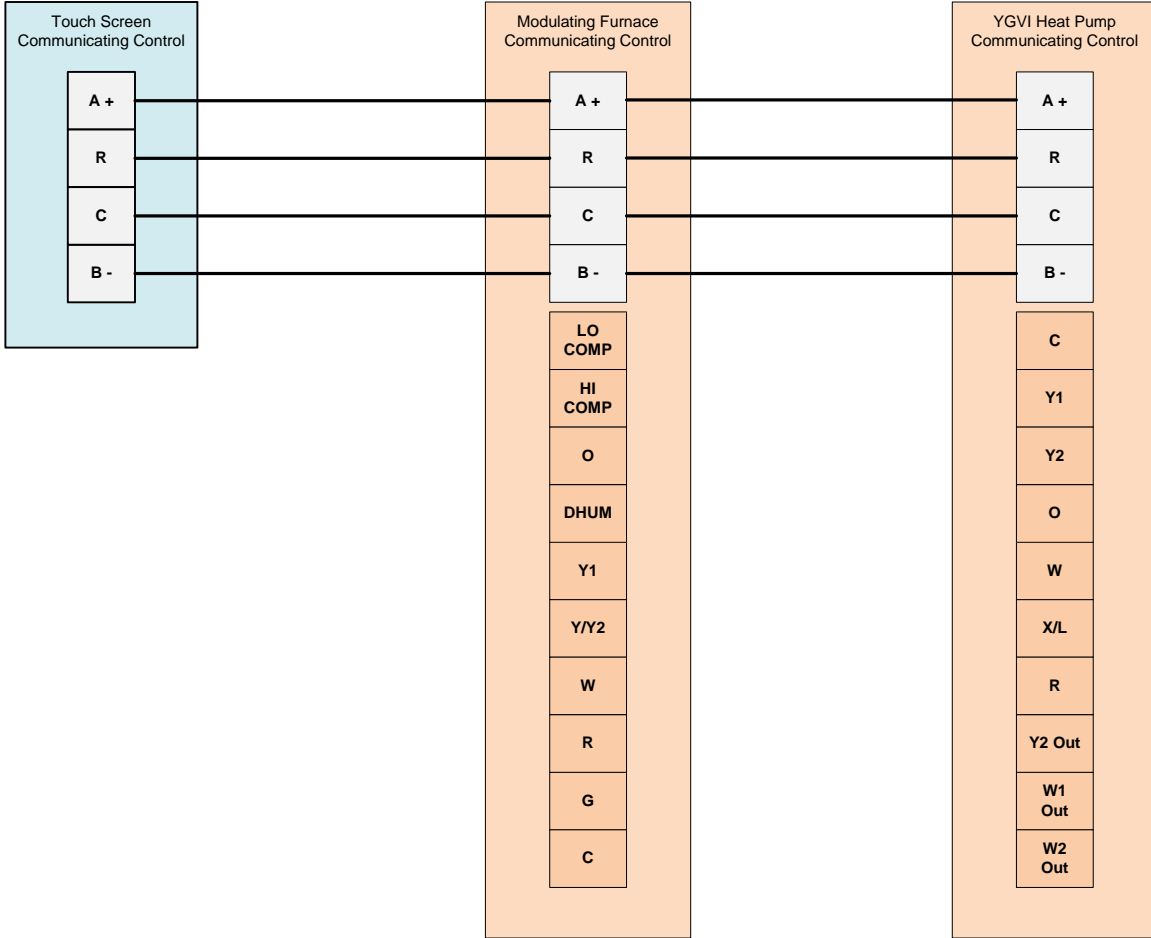 Touch Screen
Communicating Control
A +
R
C
B -
Modulating Furnace
Communicating Control
A +
R
C
B -
LO
COMP
HI
COMP
O
DHUM
Y1
Y/Y2
W
R
G
C
YGVI Heat Pump
Communicating Control
A +
R
C
B -
C
Y1
Y2
O
W
X/L
R
Y2 Out
W1
Out
W2
Out